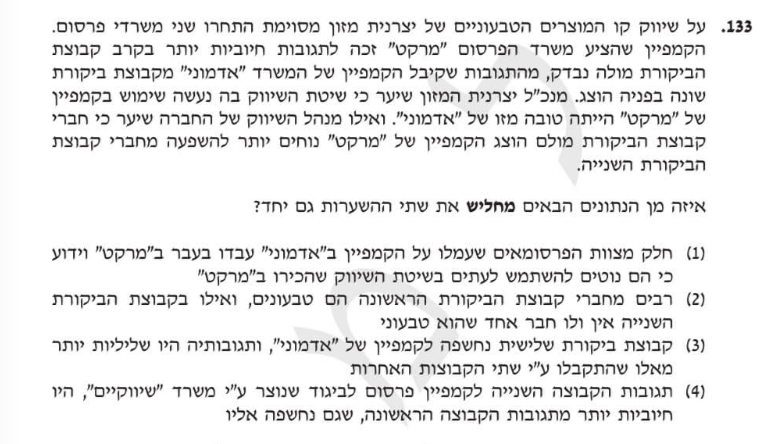 133. על שיווק קו המוצרים הטבעוניים של יצרנית מזון מסוימת התחרו שני משרדי פרסום.
הקמפיין שהציע משרד הפרסום "מרקט" זכה לתגובות חיוביות יותר בקרב קבוצת
הביקורת מולה נבדק, מהתגובות שקיבל הקמפיין של המשרד "אדמוני" מקבוצת ביקורת
שונה בפניה הוצג. מנכ"ל יצרנית המזון שיער כי שיטת השיווק בה נעשה שימוש בקמפיין
של "מרקט" הייתה טובה מזו של "אדמוני". ואילו מנהל השיווק של החברה שיער כי חברי
קבוצת הביקורת מולם הוצג הקמפיין של "מרקט" נוחים יותר להשפעה מחברי קבוצת
הביקורת השנייה.
איזה מן הנתונים הבאים מחליש את שתי ההשערות גם יחד?
(1) חלק מצוות הפרסומאים שעמלו על הקמפיין ב"אדמוני" עבדו בעבר ב"מרקט" וידוע
כי הם נוטים להשתמש לעתים בשיטת השיווק שהכירו ב"מרקט"
(2) רבים מחברי קבוצת הביקורת הראשונה הם טבעונים, ואילו בקבוצת הביקורת
השנייה אין ולו חבר אחד שהוא טבעוני
(3) קבוצת ביקורת שלישית נחשפה לקמפיין של "אדמוני", ותגובותיה היו שליליות יותר
מאלו שהתקבלו ע"י שתי הקבוצות האחרות
(4) תגובות הקבוצה השנייה לקמפיין פרסום לביגוד שנוצר ע"י משרד "שיווקיים", היו
חיוביות יותר מתגובות הקבוצה הראשונה, שגם נחשפה אליו